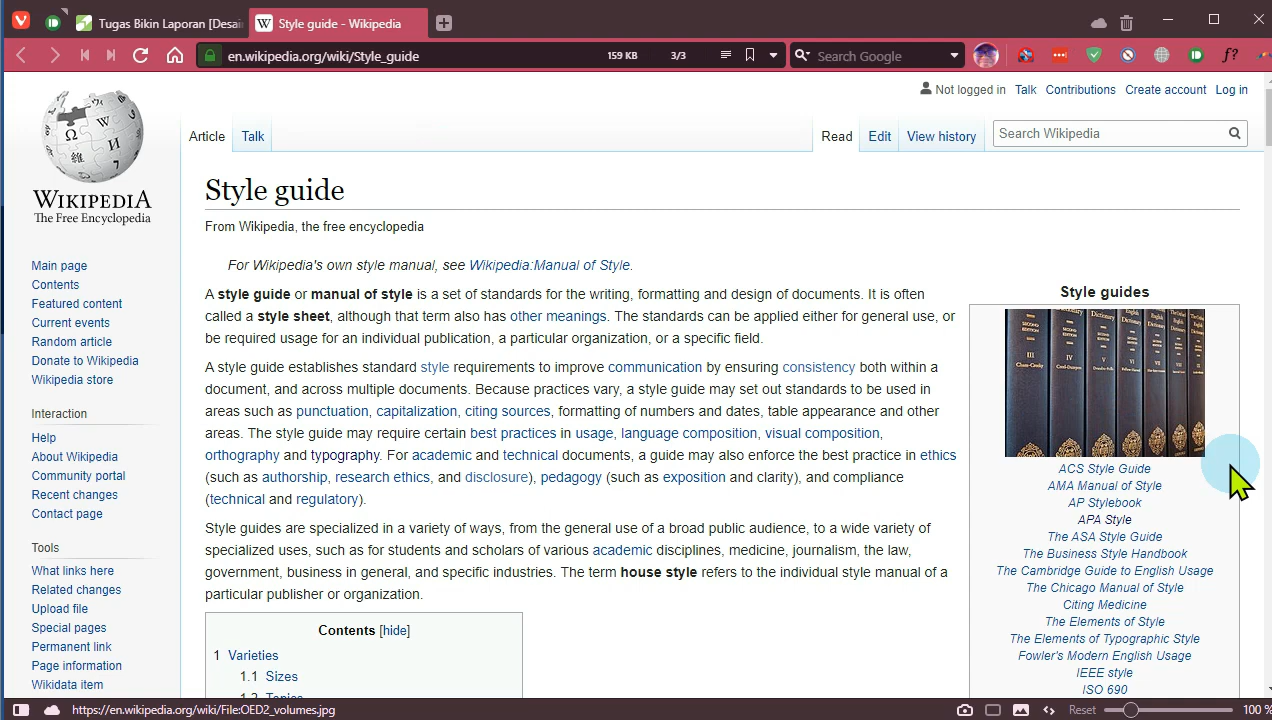 Tugas Bikin Laporan [Desai
Style guide - Wikipedia
en.wikipedia.org/wiki/Style_guide
159 KB
3/3
Search Google
f?
Not logged in Talk Contributions Create account Log in
Article Talk
Read Edit View history
Search Wikipedia
WIKIPEDIA
The Free Encyclopedia
Main page
Contents
Featured content
Current events
Random article
Donate to Wikipedia
Wikipedia store
Interaction
Help
About Wikipedia
Community portal
Recent changes
Contact page
Tools
What links here
Related changes
Upload file
Special pages
Permanent link
Page information
Wikidata item
Style guide
From Wikipedia, the free encyclopedia
For Wikipedia's own style manual, see Wikipedia:Manual of Style.
A style guide or manual of style is a set of standards for the writing, formatting and design of documents. It is often
called a style sheet, although that term also has other meanings. The standards can be applied either for general use, or
be required usage for an individual publication, a particular organization, or a specific field.
A style guide establishes standard style requirements to improve communication by ensuring consistency both within a
document, and across multiple documents. Because practices vary, a style guide may set out standards to be used in
areas such as punctuation, capitalization, citing sources, formatting of numbers and dates, table appearance and other
areas. The style guide may require certain best practices in usage, language composition, visual composition,
orthography and typography. For academic and technical documents, a guide may also enforce the best practice in ethics
(such as authorship, research ethics, and disclosure), pedagogy (such as exposition and clarity), and compliance
(technical and regulatory).
Style guides are specialized in a variety of ways, from the general use of a broad public audience, to a wide variety of
specialized uses, such as for students and scholars of various academic disciplines, medicine, journalism, the law,
government, business in general, and specific industries. The term house style refers to the individual style manual of a
particular publisher or organization.
Contents [hide]
1 Varieties
1.1 Sizes
1.2 Topics
Style guides
ACS Style Guide
AMA Manual of Style
AP Stylebook
APA Style
The ASA Style Guide
The Business Style Handbook
The Cambridge Guide to English Usage
The Chicago Manual of Style
Citing Medicine
The Elements of Style
The Elements of Typographic Style
Fowler's Modern English Usage
IEEE style
ISO 690
https://en.wikipedia.org/wiki/File:OED2_volumes.jpg
Reset
100 %